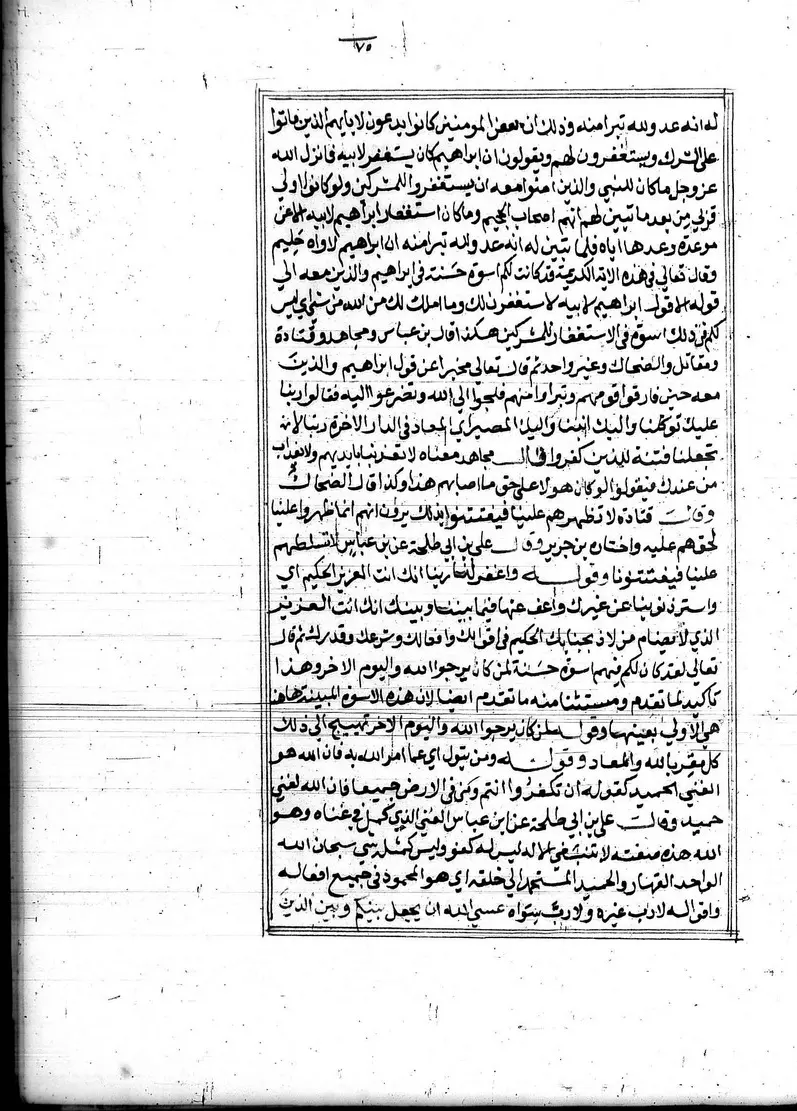 ٧٥
له انه عدو لله تبرا منه وذلك ان بعض المومنين كانوا يدعون لابايهم الذين ماتوا
على الشرك ويستغفرون لهم ويقولون ان ابراهيم كان يستغفر لابيه فانزل الله
عز وجل ما كان للنبي والذين امنوا معه ان يستغفروا للمشركين ولو كانوا اولي
قربي من بعد ما تبين لهم انهم اصحاب الجحيم وما كان استغفار ابراهيم لابيه الا عن
موعدة وعدها اياه فلما تبين له انه عدو لله تبرا منه ان ابراهيم لاواه حليم
وقال تعالى في هذه الاية الكريمة قد كانت لكم اسوة حسنة في ابراهيم والذين معه الي
قوله الا قول ابراهيم لابيه لاستغفرن لك وما املك لك من الله من شي اي ليس
لكم في ذلك اسوة في الاستغفار للمشركين هكذا قال بن عباس ومجاهد وقتادة
ومقاتل والضحاك وغير واحد ثم قال تعالى مخبرا عن قول ابراهيم والذين
معه حين فارقوا قومهم وتبراوا منهم فلجوا الي الله وتضرعوا اليه فقالوا ربنا
عليك توكلنا واليك انبنا واليك المصير اي المعاد في الدار الاخرة ربنا لا
تجعلنا فتنة للذين كفروا قال مجاهد معناه لا تعذبنا بايديهم ولا بعذاب
من عندك فيقولوا لو كان هولا على حق ما اصابهم هذا وكذا قال الضحاك
وقال قتادة لا تظهرهم علينا فيفتتنوا بذلك يرون انهم انما ظهروا علينا
لحق هم عليه واختاره بن جرير وقال علي بن ابي طلحة عن بن عباس لا تسلطهم
علينا فيفتتنونا وقوله واغفر لنا ربنا انك انت العزيز الحكيم اي
واستر ذنوبنا عن غيرك واعف عنها فيما بيننا وبينك انك انت العزيز
الذي لا يضام من لاذ بجنابك الحكيم في اقوالك وافعالك وشرعك وقدرك ثم قال
تعالى لقد كان لكم فيهم اسوة حسنة لمن كان يرجوا الله واليوم الاخر وهذا
تاكيد لما تقدم ومستثنا منه ما تقدم ايضا لان هذه الاسوة المبينة هاهنا
هي الاولي بعينها وقوله لمن كان يرجوا الله واليوم الاخر تهييج الي ذلك
كل مقر بالله والمعاد وقوله ومن يتول اي عما امر الله به فان الله هو
الغني الحميد كقوله ان تكفروا انتم ومن في الارض جميعا فان الله لغني
حميد وقال علي بن ابي طلحة عن ابن عباس الغني الذي كمل في غناه وهو
الله هذه صفته لا تنبغي الا له ليس له كفو وليس كمثله شي سبحان الله
الواحد القهار والحميد المستحمد الي خلقه اي هو المحمود في جميع افعاله
واقواله لا رب غيره ولا رب سواه عسي الله ان يجعل بينكم وبين الذين